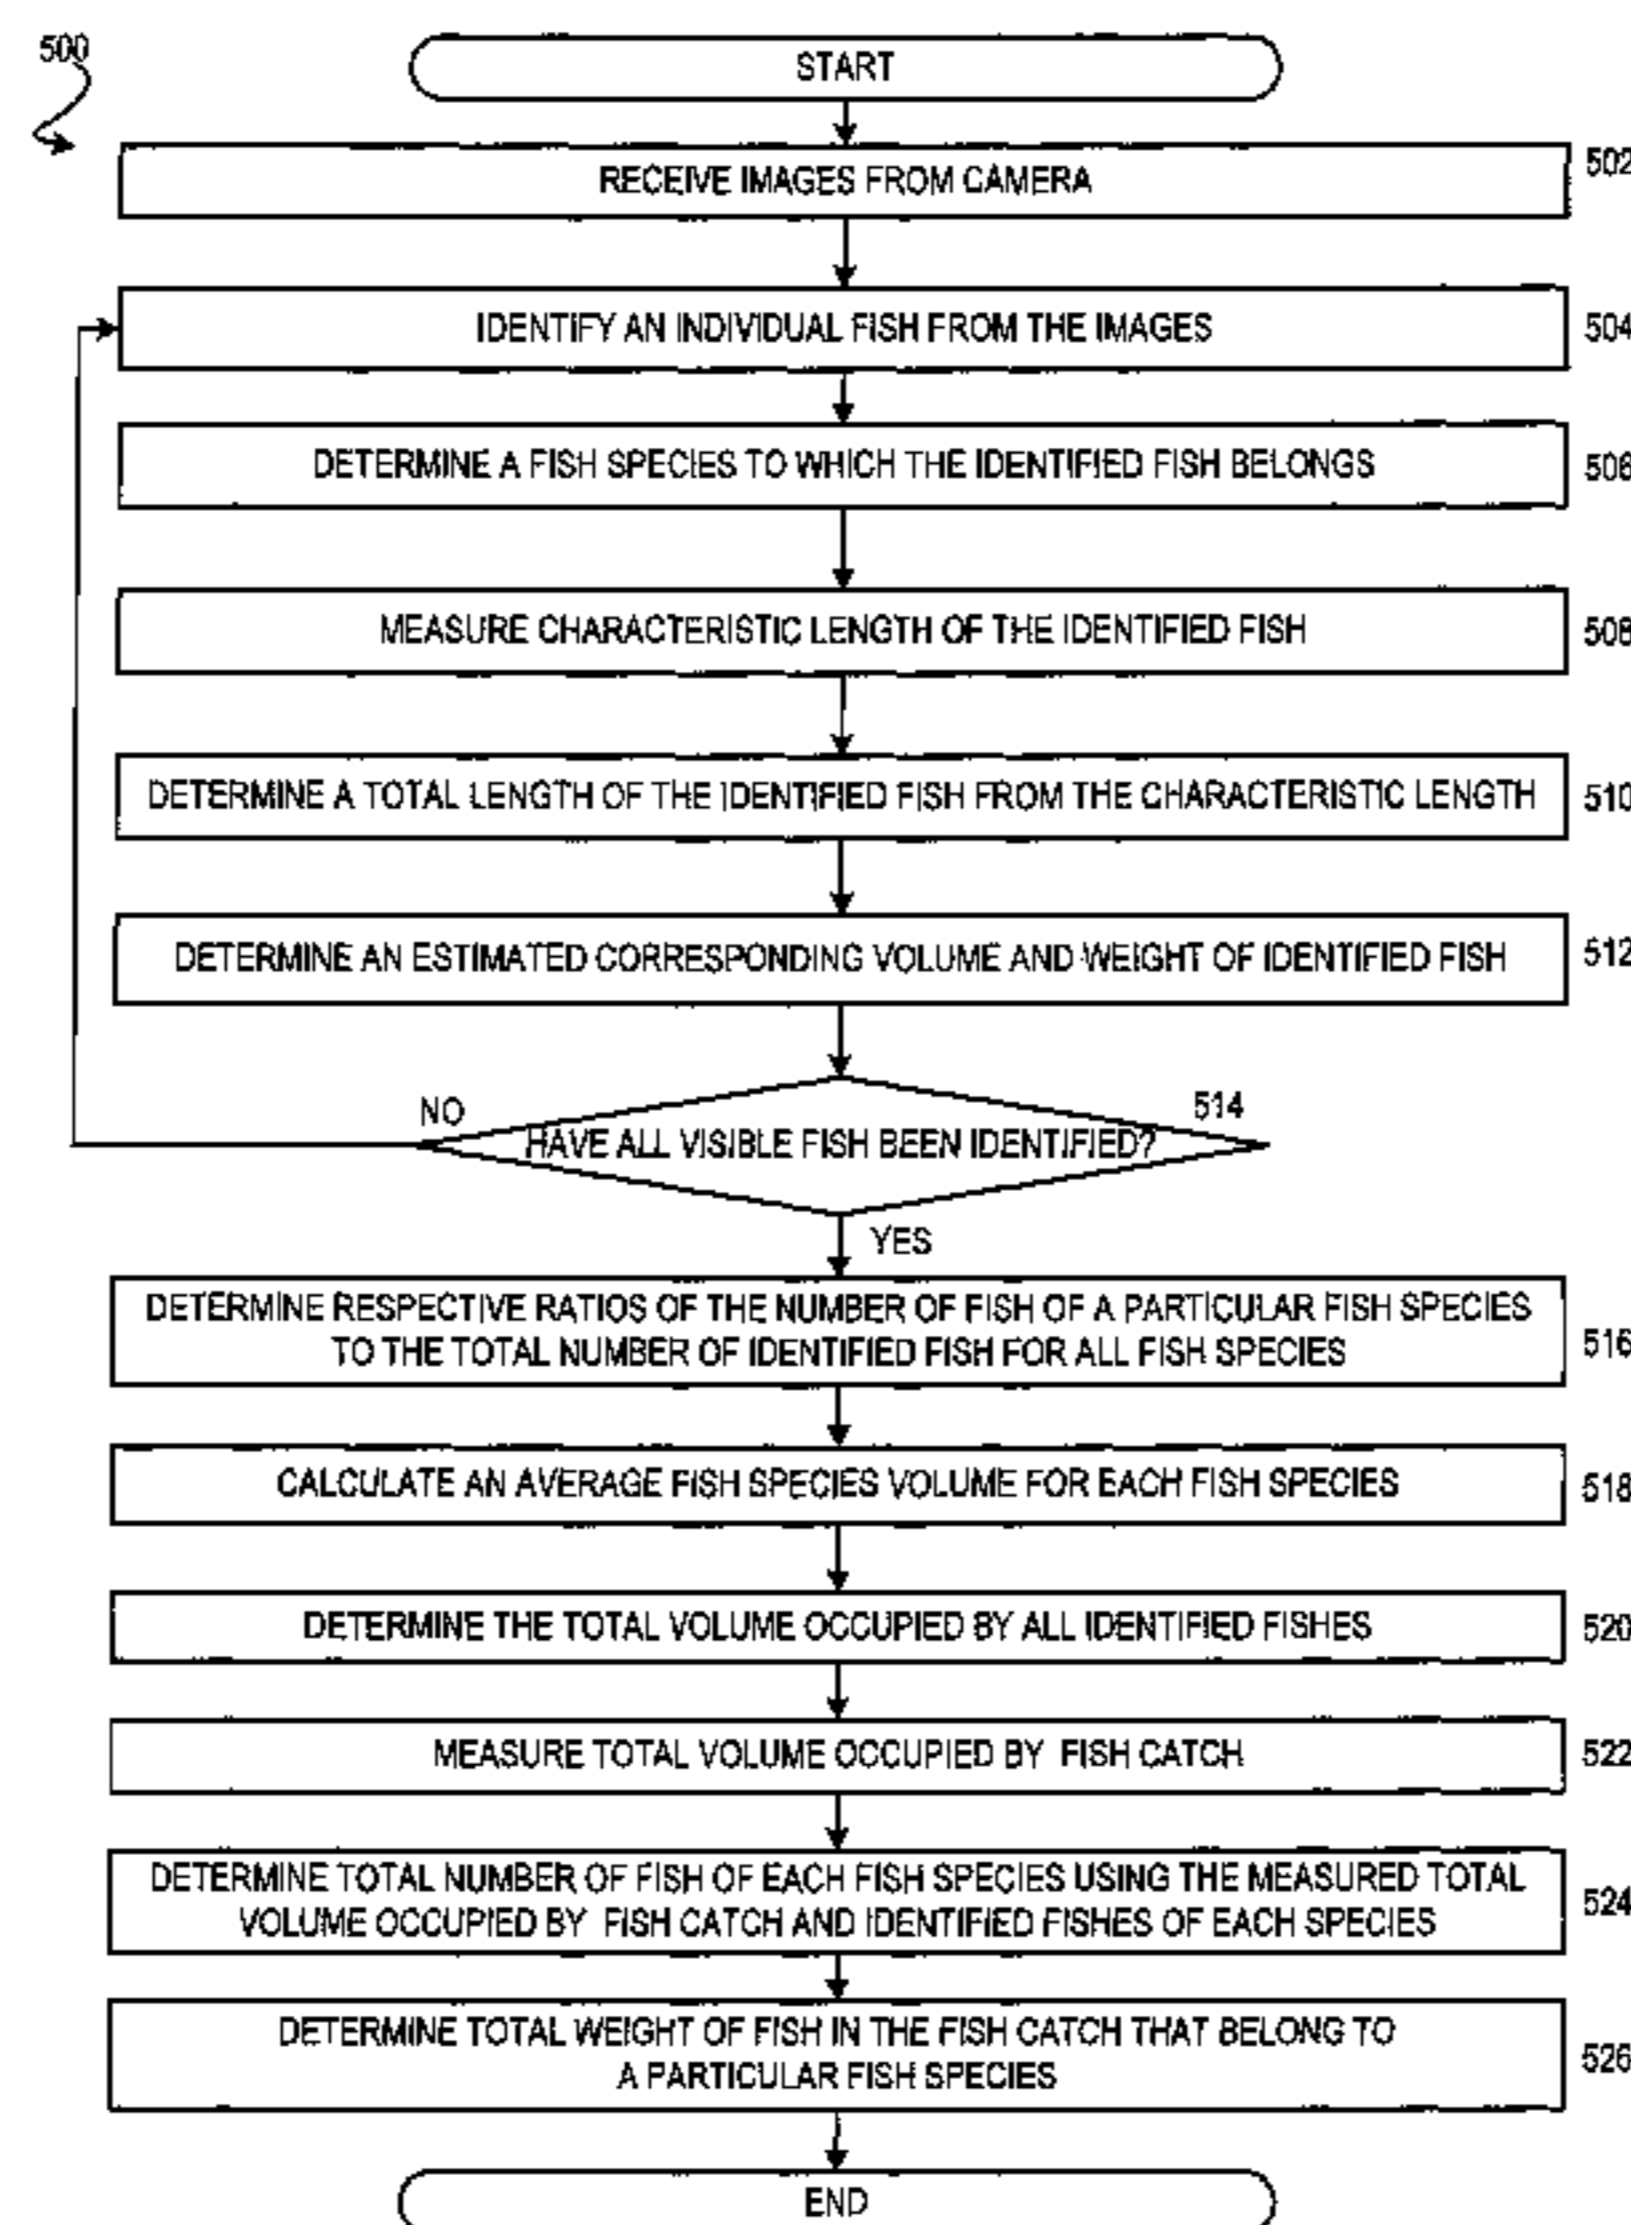 500
START
RECEIVE IMAGES FROM CAMERA
502
IDENTIFY AN INDIVIDUAL FISH FROM THE IMAGES
504
DETERMINE A FISH SPECIES TO WHICH THE IDENTIFIED FISH BELONGS
506
MEASURE CHARACTERISTIC LENGTH OF THE IDENTIFIED FISH
508
DETERMINE A TOTAL LENGTH OF THE IDENTIFIED FISH FROM THE CHARACTERISTIC LENGTH
510
DETERMINE AN ESTIMATED CORRESPONDING VOLUME AND WEIGHT OF IDENTIFIED FISH
512
NO
514
HAVE ALL VISIBLE FISH BEEN IDENTIFIED?
YES
DETERMINE RESPECTIVE RATIOS OF THE NUMBER OF FISH OF A PARTICULAR FISH SPECIES
TO THE TOTAL NUMBER OF IDENTIFIED FISH FOR ALL FISH SPECIES
516
CALCULATE AN AVERAGE FISH SPECIES VOLUME FOR EACH FISH SPECIES
518
DETERMINE THE TOTAL VOLUME OCCUPIED BY ALL IDENTIFIED FISHES
520
MEASURE TOTAL VOLUME OCCUPIED BY FISH CATCH
522
DETERMINE TOTAL NUMBER OF FISH OF EACH FISH SPECIES USING THE MEASURED TOTAL
VOLUME OCCUPIED BY FISH CATCH AND IDENTIFIED FISHES OF EACH SPECIES
524
DETERMINE TOTAL WEIGHT OF FISH IN THE FISH CATCH THAT BELONG TO
A PARTICULAR FISH SPECIES
526
END